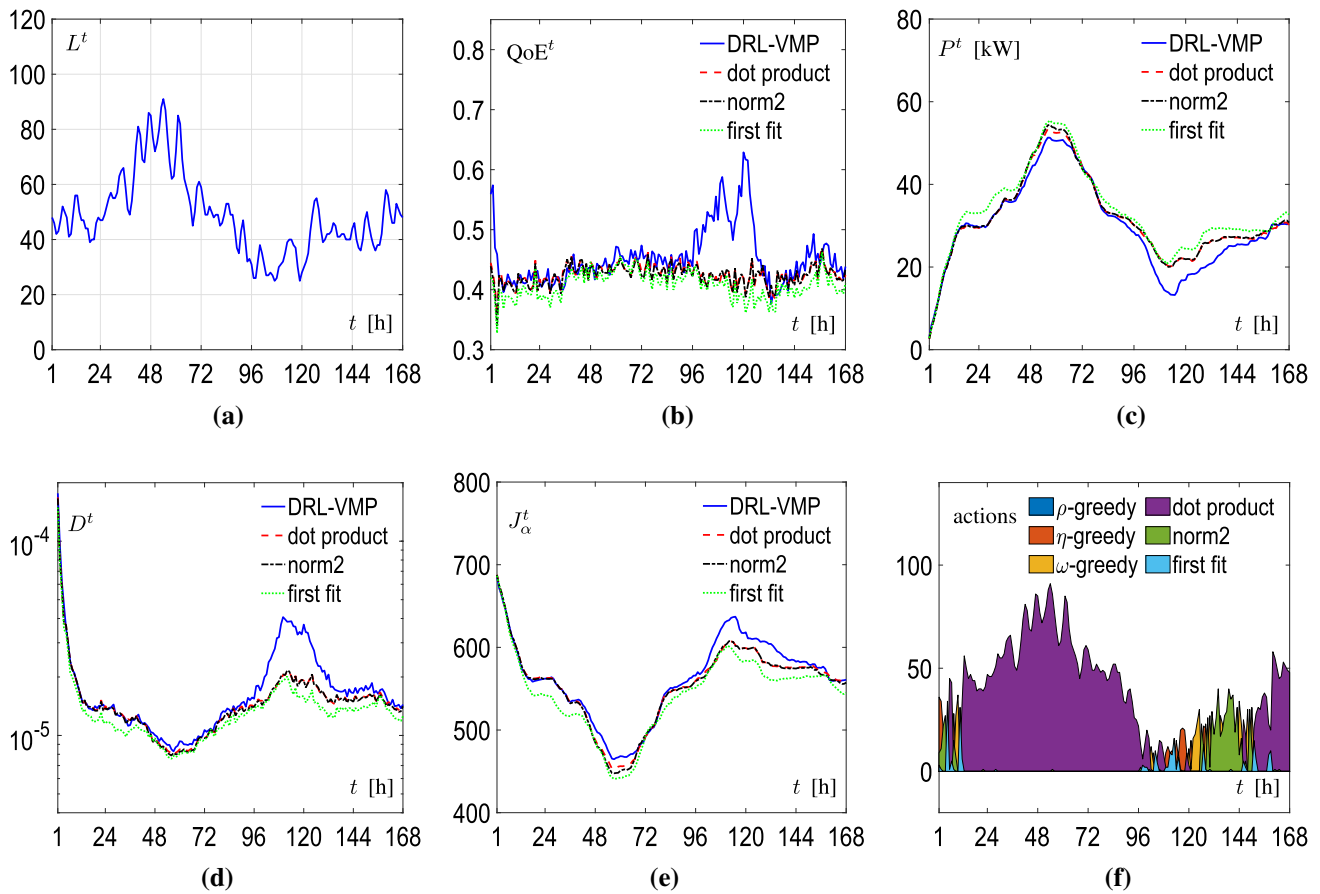 120
100
80
60
40
20
0
L^t
t [h]
1 24 48 72 96 120 144 168
(a)
0.8
0.7
0.6
0.5
0.4
0.3
QoE^t
DRL-VMP
dot product
norm2
first fit
t [h]
1 24 48 72 96 120 144 168
(b)
80
60
40
20
0
P^t [kW]
DRL-VMP
dot product
norm2
first fit
t [h]
1 24 48 72 96 120 144 168
(c)
10^-4
10^-5
D^t
DRL-VMP
dot product
norm2
first fit
t [h]
1 24 48 72 96 120 144 168
(d)
800
700
600
500
400
J_α^t
DRL-VMP
dot product
norm2
first fit
t [h]
1 24 48 72 96 120 144 168
(e)
100
50
0
actions
ρ-greedy dot product
η-greedy norm2
ω-greedy first fit
t [h]
1 24 48 72 96 120 144 168
(f)